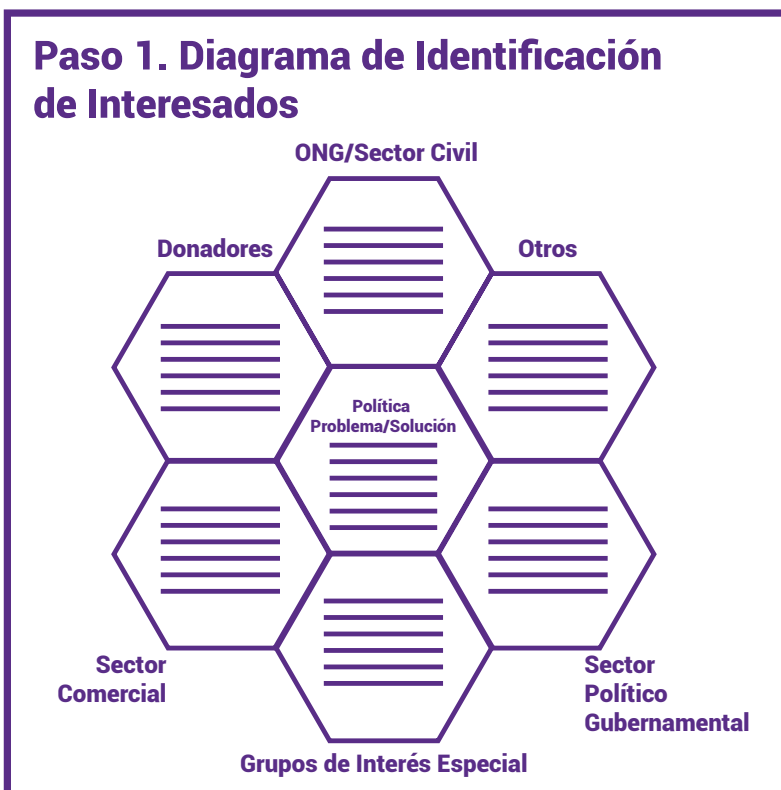 Paso 1. Diagrama de Identificación
de Interesados
ONG/Sector Civil
Donadores
Otros
Política
Problema/Solución
Sector
Comercial
Sector
Político
Gubernamental
Grupos de Interés Especial